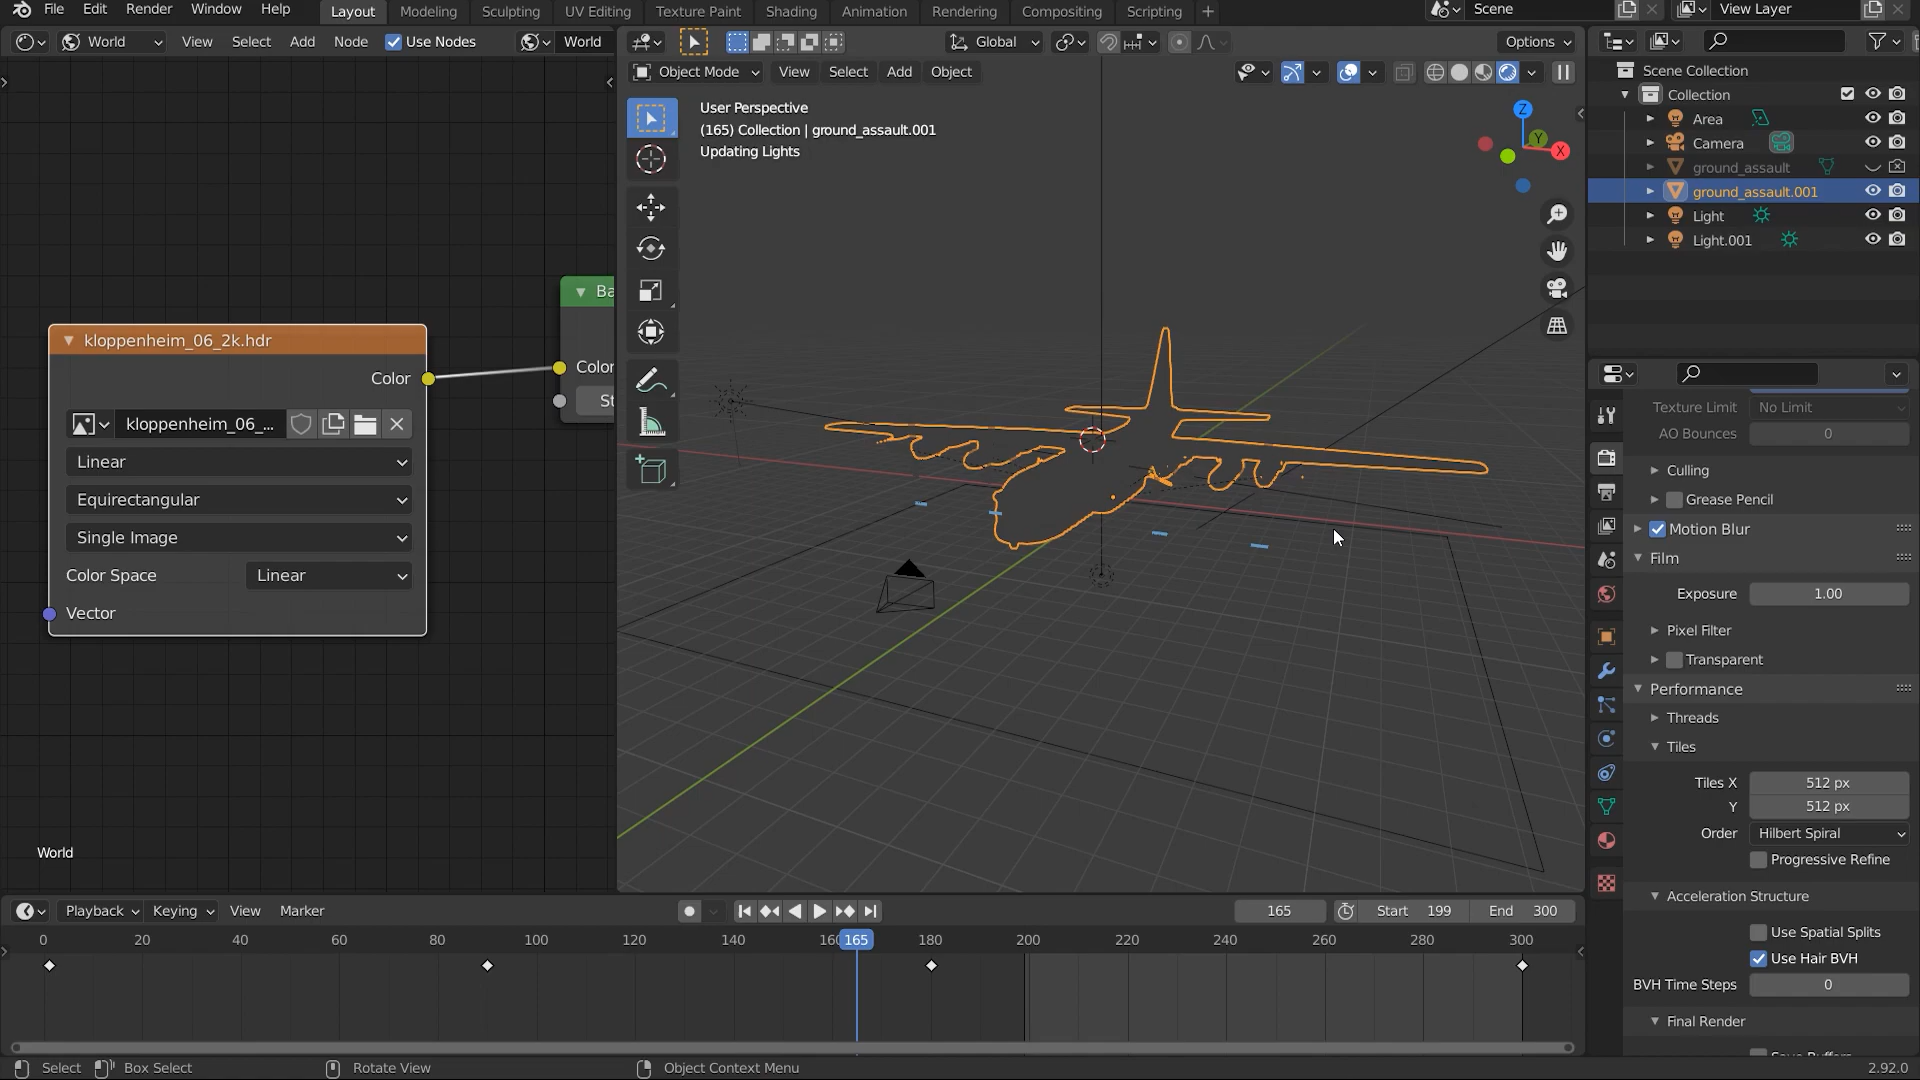 File Edit Render Window Help
Layout Modeling Sculpting UV Editing Texture Paint Shading Animation Rendering Compositing Scripting +
Scene
View Layer
World View Select Add Node Use Nodes World
Global
Options
Object Mode View Select Add Object
User Perspective
(165) Collection | ground_assault.001
Updating Lights
Z
Y
X
Scene Collection
Collection
Area
Camera
ground_assault
ground_assault.001
Light
Light.001
kloppenheim_06_2k.hdr
Color
kloppenheim_06_...
Linear
Equirectangular
Single Image
Color Space Linear
Vector
Ba
Color
St
World
Texture Limit No Limit
AO Bounces 0
Culling
Grease Pencil
Motion Blur
Film
Exposure 1.00
Pixel Filter
Transparent
Performance
Threads
Tiles
Tiles X 512 px
Y 512 px
Order Hilbert Spiral
Progressive Refine
Acceleration Structure
Use Spatial Splits
Use Hair BVH
BVH Time Steps 0
Final Render
Playback Keying View Marker
165
Start 199
End 300
0 20 40 60 80 100 120 140 160 165 180 200 220 240 260 280 300
Select Box Select Rotate View Object Context Menu 2.92.0